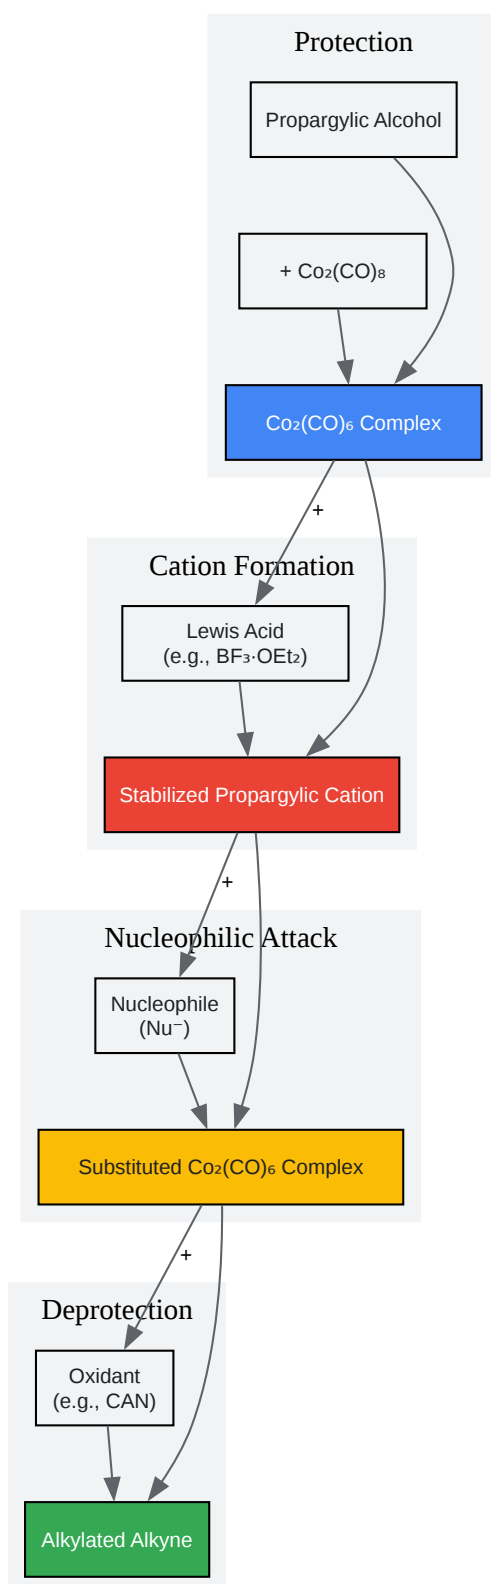 Protection
Propargylic Alcohol
+ Co₂(CO)₈
Co₂(CO)₆ Complex
+
Cation Formation
Lewis Acid
(e.g., BF₃·OEt₂)
Stabilized Propargylic Cation
+
Nucleophilic Attack
Nucleophile
(Nu⁻)
Substituted Co₂(CO)₆ Complex
+
Deprotection
Oxidant
(e.g., CAN)
Alkylated Alkyne